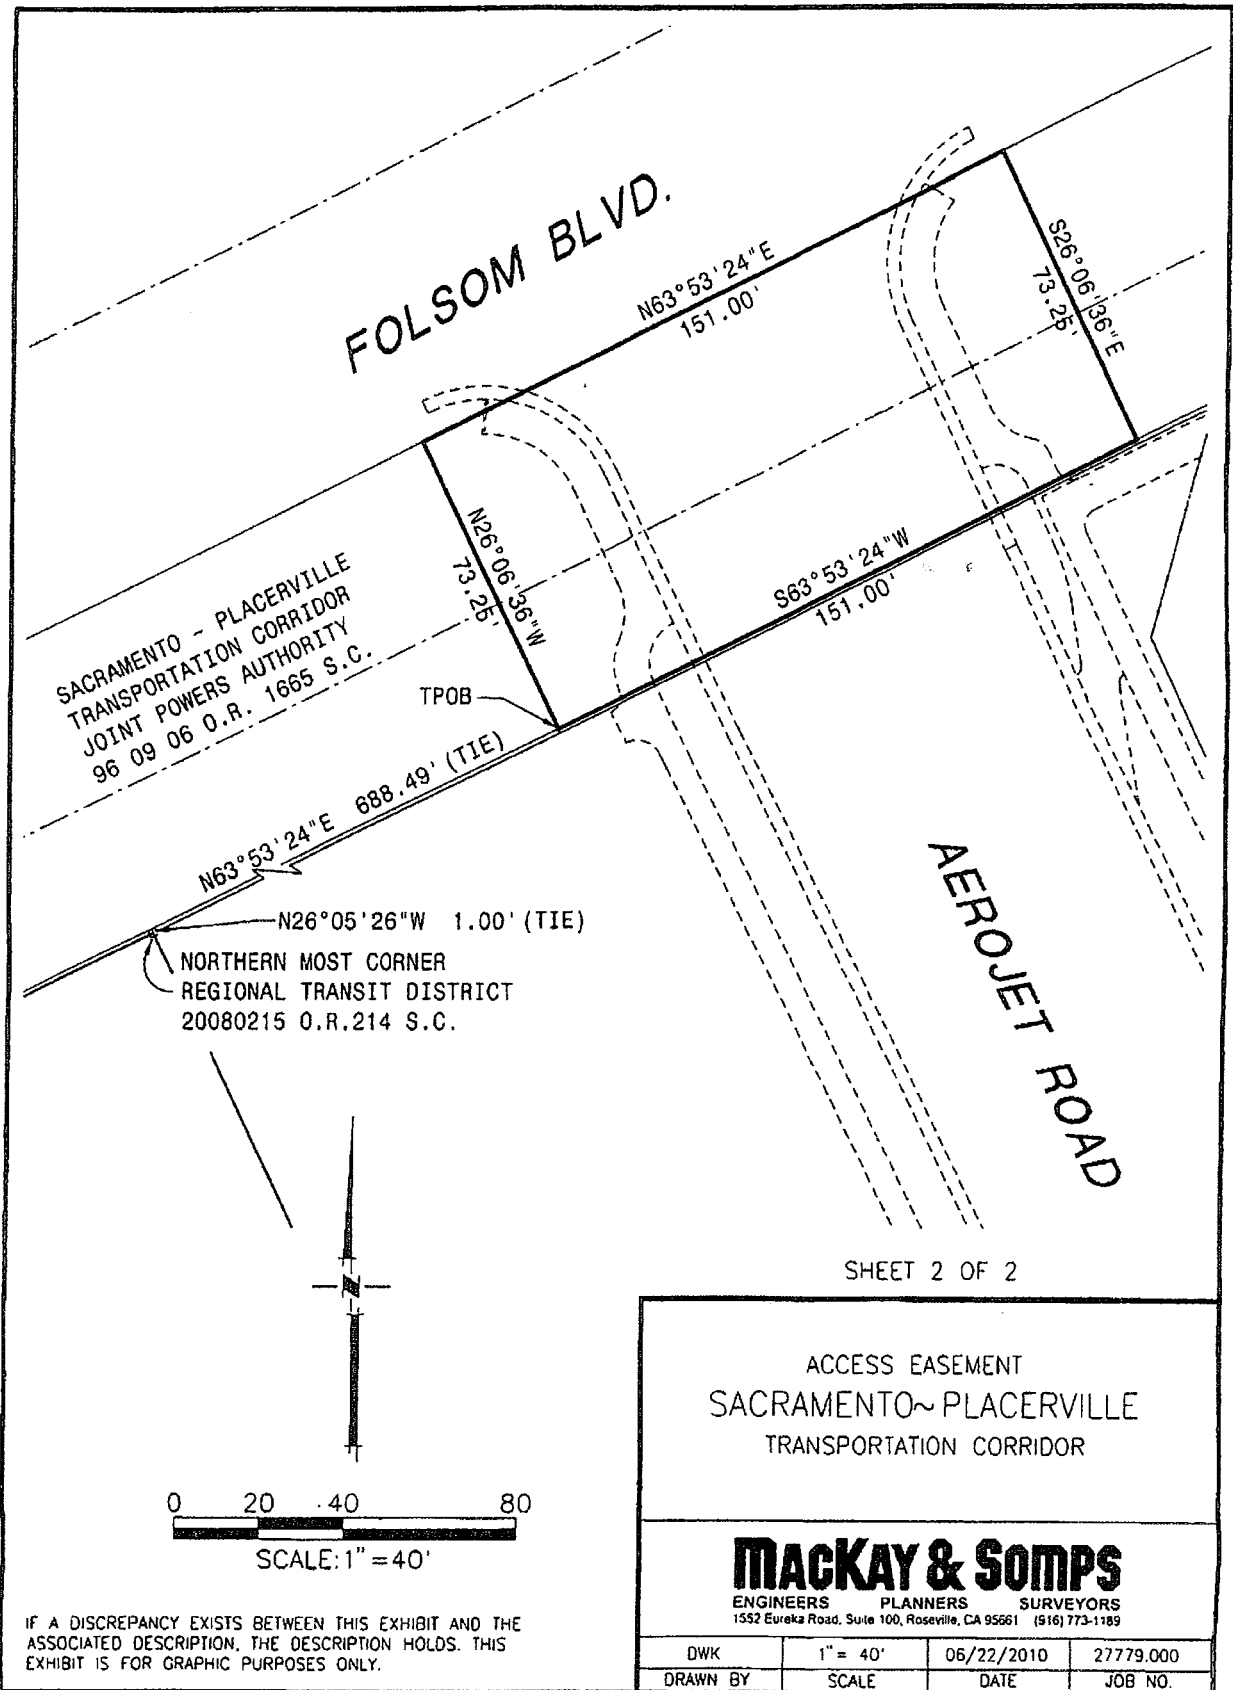 FOLSOM BLVD.
N63°53'24"E
151.00'
S26°06'36"E
73.25'
N26°06'36"W
73.25'
S63°53'24"W
151.00'
SACRAMENTO - PLACERVILLE
TRANSPORTATION CORRIDOR
JOINT POWERS AUTHORITY
96 09 06 O.R. 1665 S.C.
TPOB
N63°53'24"E 688.49' (TIE)
N26°05'26"W 1.00' (TIE)
NORTHERN MOST CORNER
REGIONAL TRANSIT DISTRICT
20080215 O.R.214 S.C.
AEROJET ROAD
SHEET 2 OF 2
0 20 40 80
SCALE: 1"=40'
IF A DISCREPANCY EXISTS BETWEEN THIS EXHIBIT AND THE
ASSOCIATED DESCRIPTION, THE DESCRIPTION HOLDS. THIS
EXHIBIT IS FOR GRAPHIC PURPOSES ONLY.
ACCESS EASEMENT
SACRAMENTO~PLACERVILLE
TRANSPORTATION CORRIDOR
MACKAY & SOMPS
ENGINEERS PLANNERS SURVEYORS
1552 Eureka Road, Suite 100, Roseville, CA 95661 (916) 773-1189
DWK 1"= 40' 06/22/2010 27779.000
DRAWN BY SCALE DATE JOB NO.